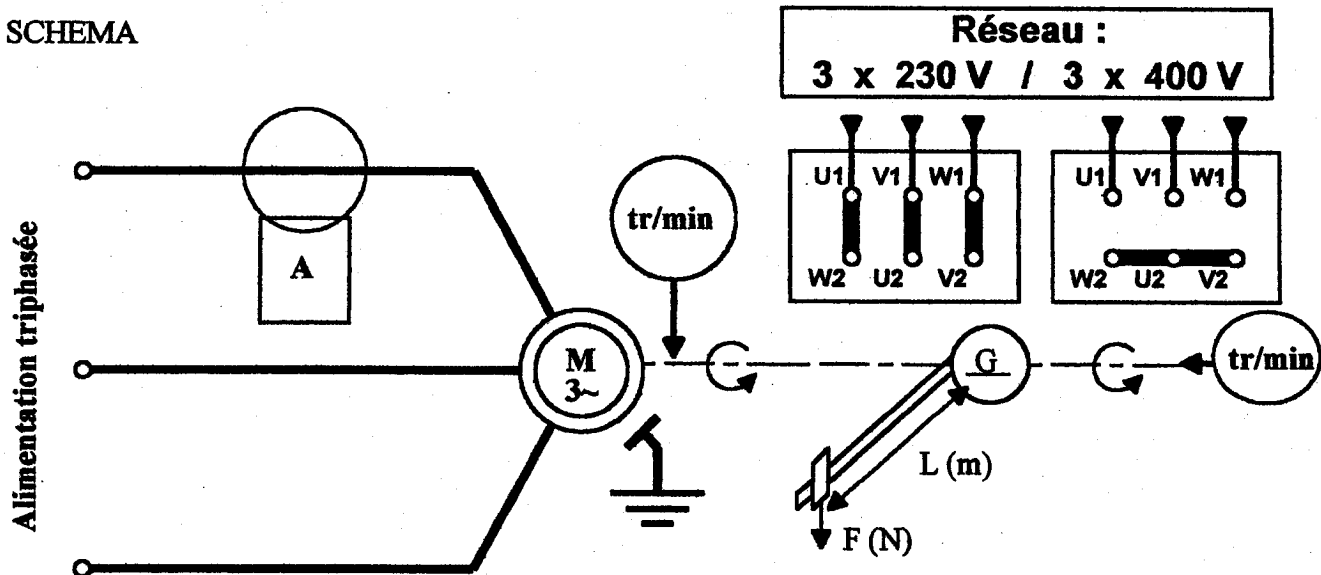 SCHEMA
Réseau :
3 x 230 V / 3 x 400 V
U1 V1 W1
W2 U2 V2
U1 V1 W1
W2 U2 V2
Alimentation triphasée
A
tr/min
M
3~
G
tr/min
L (m)
F (N)